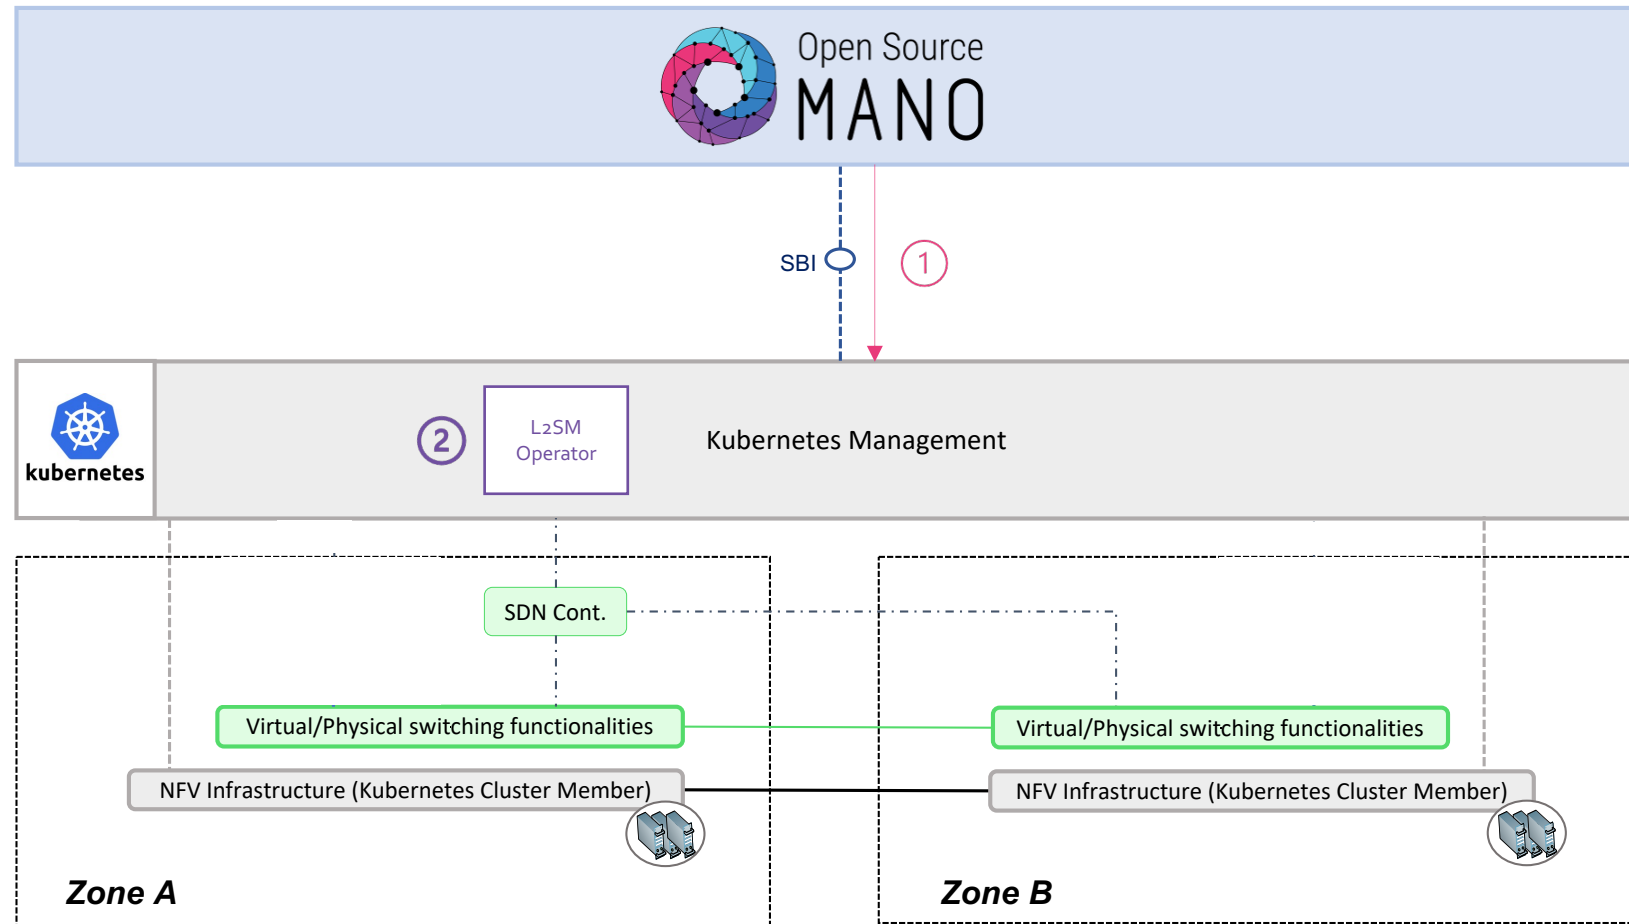 Open Source
MANO
SBI
1
kubernetes
2
L2SM
Operator
Kubernetes Management
SDN Cont.
Virtual/Physical switching functionalities
Virtual/Physical switching functionalities
NFV Infrastructure (Kubernetes Cluster Member)
NFV Infrastructure (Kubernetes Cluster Member)
Zone A
Zone B